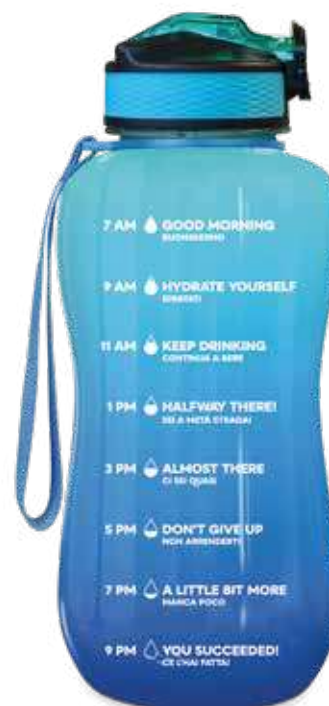 7 AM GOOD MORNING
BUONGIORNO
9 AM HYDRATE YOURSELF
IDRATATI
11 AM KEEP DRINKING
CONTINUA A BERE
1 PM HALFWAY THERE!
SEI A METÀ STRADA!
3 PM ALMOST THERE
CI SEI QUASI
5 PM DON'T GIVE UP
NON ARRENDERTI
7 PM A LITTLE BIT MORE
MANCA POCO
9 PM YOU SUCCEEDED!
CE L'HAI FATTA!